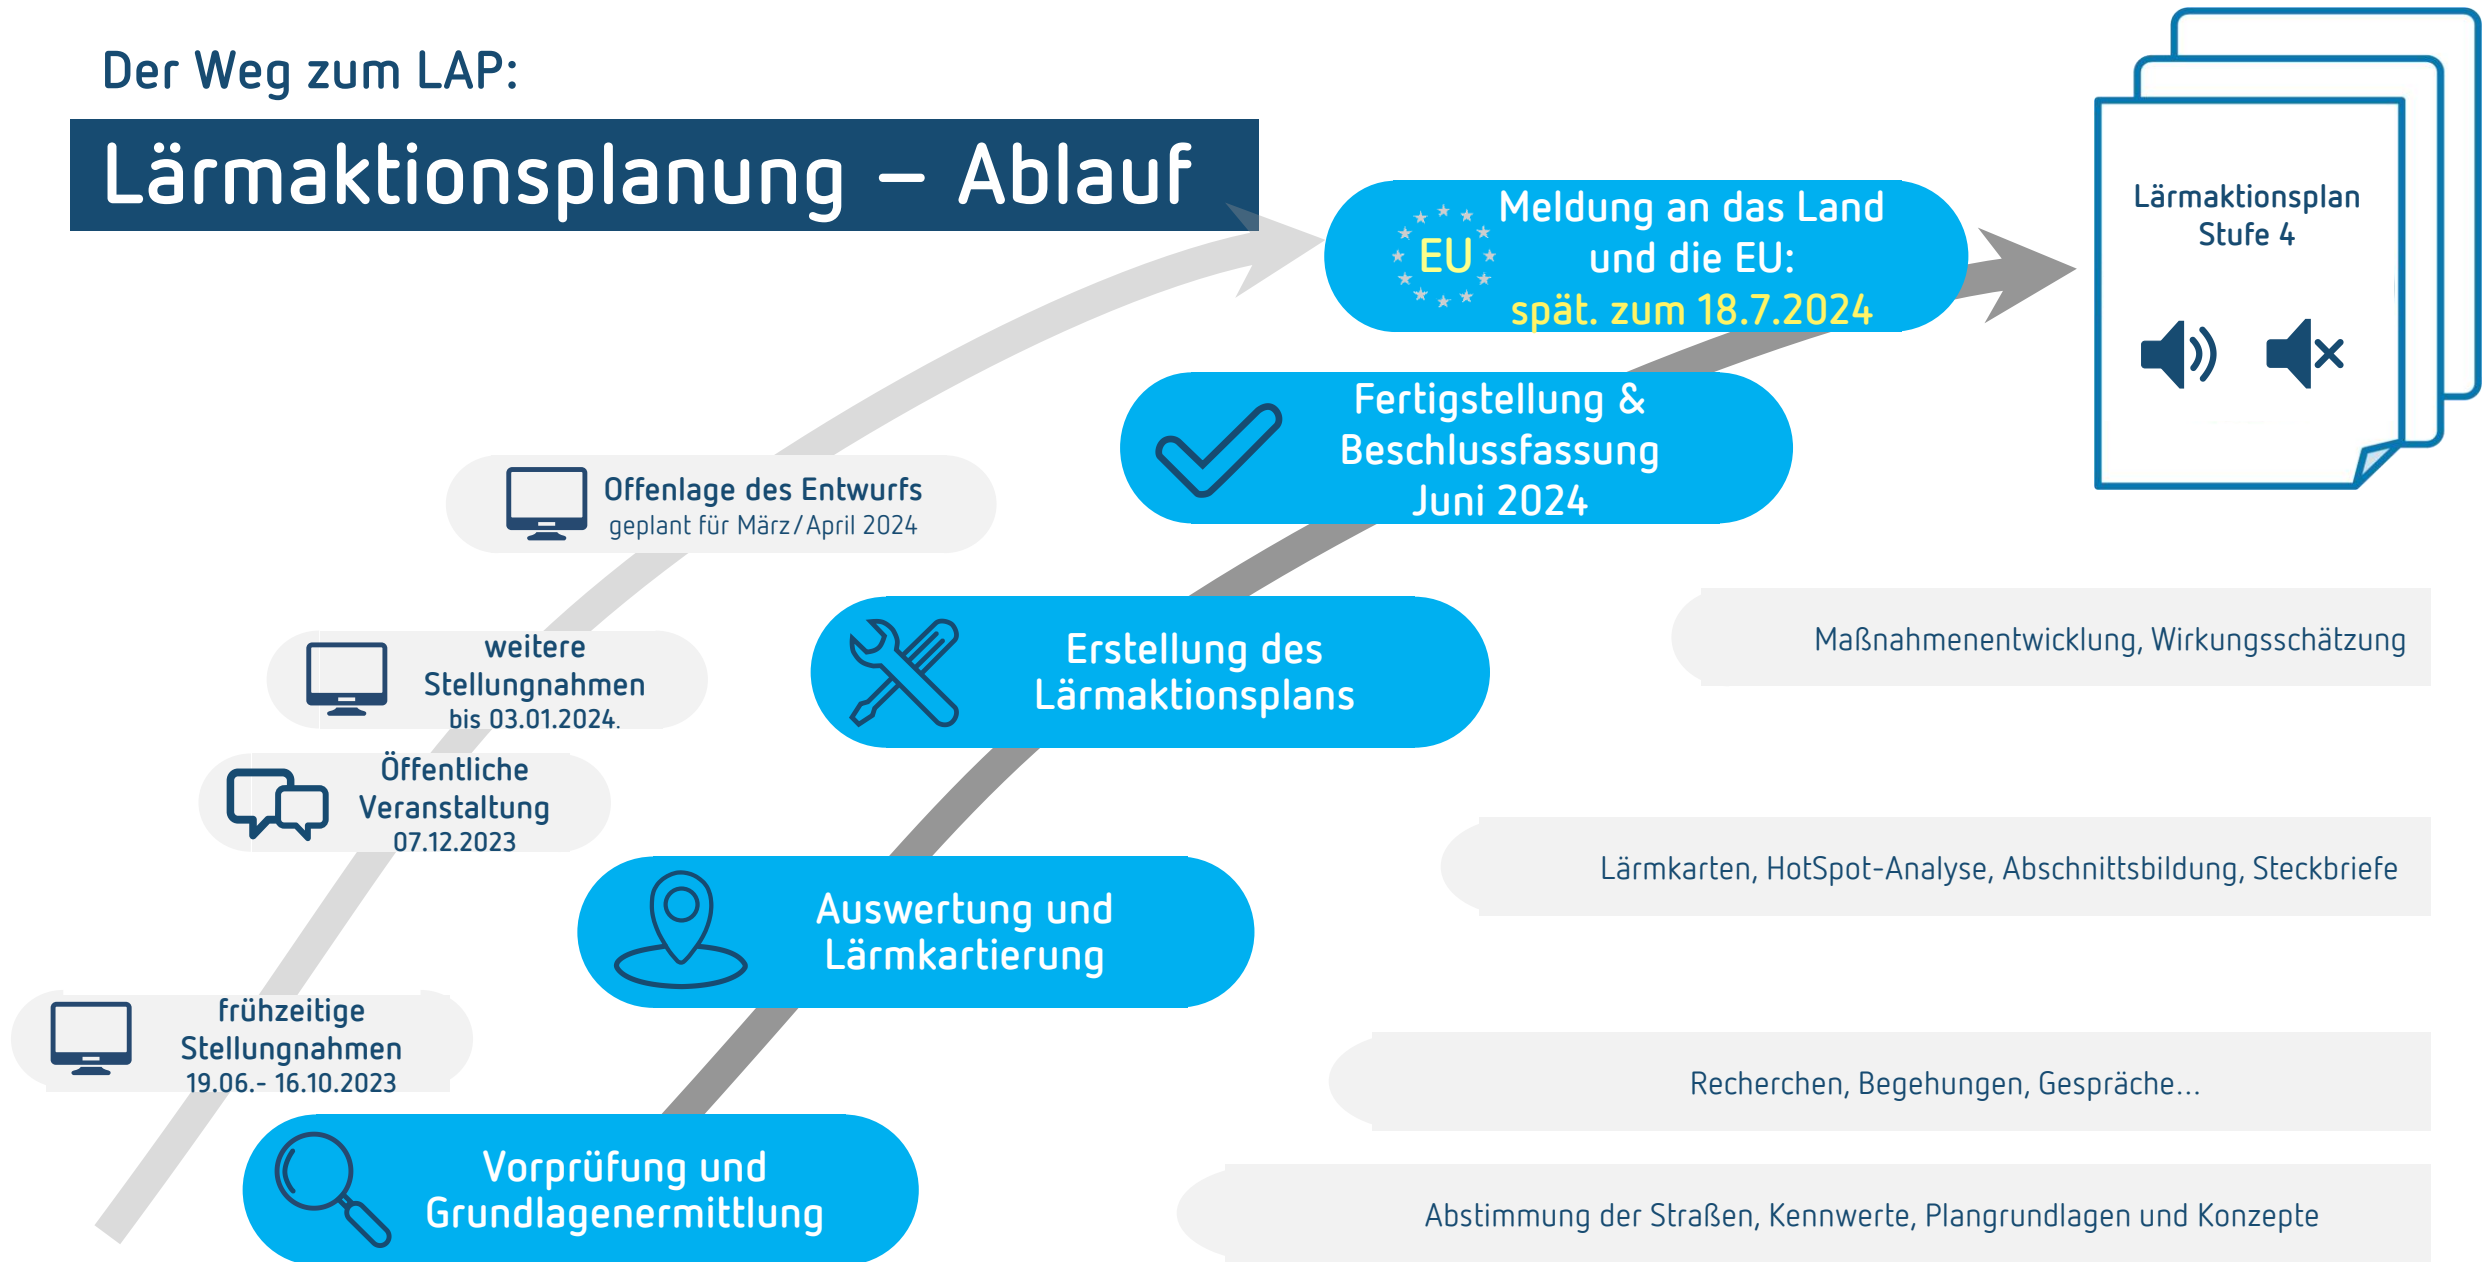 Der Weg zum LAP:
Lärmaktionsplanung – Ablauf
EU
Meldung an das Land
und die EU:
spät. zum 18.7.2024
Lärmaktionsplan
Stufe 4
Fertigstellung &
Beschlussfassung
Juni 2024
Offenlage des Entwurfs
geplant für März/April 2024
weitere
Stellungnahmen
bis 03.01.2024.
Erstellung des
Lärmaktionsplans
Maßnahmenentwicklung, Wirkungsschätzung
Öffentliche
Veranstaltung
07.12.2023
Auswertung und
Lärmkartierung
Lärmkarten, HotSpot-Analyse, Abschnittsbildung, Steckbriefe
frühzeitige
Stellungnahmen
19.06.- 16.10.2023
Recherchen, Begehungen, Gespräche...
Vorprüfung und
Grundlagenermittlung
Abstimmung der Straßen, Kennwerte, Plangrundlagen und Konzepte